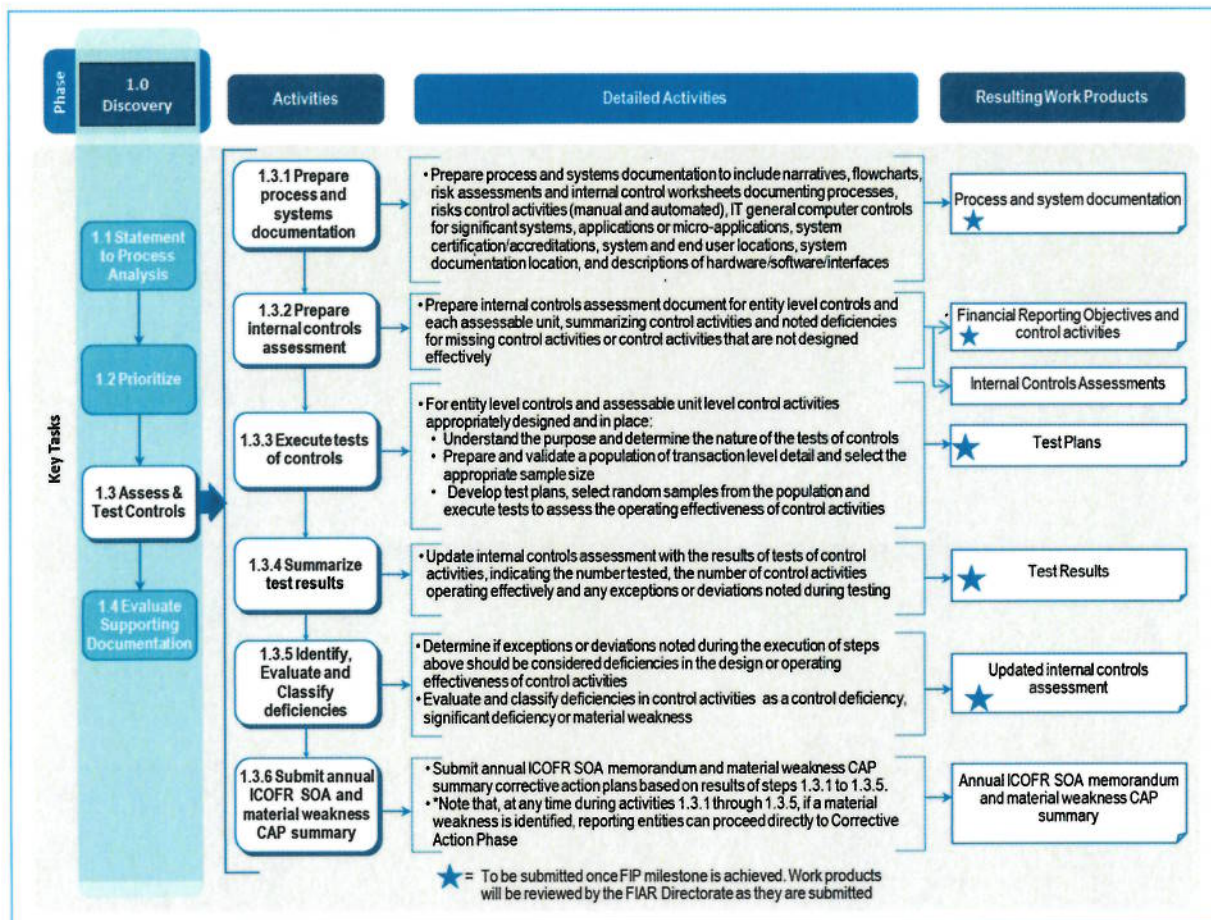 Phase
1.0
Discovery
Activities
Detailed Activities
Resulting Work Products
Key Tasks
1.1 Statement
to Process
Analysis
1.2 Prioritize
1.3 Assess &
Test Controls
1.4 Evaluate
Supporting
Documentation
1.3.1 Prepare
process and
systems
documentation
• Prepare process and systems documentation to include narratives, flowcharts,
risk assessments and internal control worksheets documenting processes,
risks control activities (manual and automated), IT general computer controls
for significant systems, applications or micro-applications, system
certification/accreditations, system and end user locations, system
documentation location, and descriptions of hardware/software/interfaces
Process and system documentation
1.3.2 Prepare
internal controls
assessment
• Prepare internal controls assessment document for entity level controls and
each assessable unit, summarizing control activities and noted deficiencies
for missing control activities or control activities that are not designed
effectively
Financial Reporting Objectives and
control activities
Internal Controls Assessments
1.3.3 Execute tests
of controls
• For entity level controls and assessable unit level control activities
appropriately designed and in place:
• Understand the purpose and determine the nature of the tests of controls
• Prepare and validate a population of transaction level detail and select the
appropriate sample size
• Develop test plans, select random samples from the population and
execute tests to assess the operating effectiveness of control activities
Test Plans
1.3.4 Summarize
test results
• Update internal controls assessment with the results of tests of control
activities, indicating the number tested, the number of control activities
operating effectively and any exceptions or deviations noted during testing
Test Results
1.3.5 Identify,
Evaluate and
Classify
deficiencies
• Determine if exceptions or deviations noted during the execution of steps
above should be considered deficiencies in the design or operating
effectiveness of control activities
• Evaluate and classify deficiencies in control activities as a control deficiency,
significant deficiency or material weakness
Updated internal controls
assessment
1.3.6 Submit annual
ICOFR SOA and
material weakness
CAP summary
• Submit annual ICOFR SOA memorandum and material weakness CAP
summary corrective action plans based on results of steps 1.3.1 to 1.3.5.
• *Note that, at any time during activities 1.3.1 through 1.3.5, if a material
weakness is identified, reporting entities can proceed directly to Corrective
Action Phase
Annual ICOFR SOA memorandum
and material weakness CAP
summary
★ = To be submitted once FIP milestone is achieved. Work products
will be reviewed by the FIAR Directorate as they are submitted